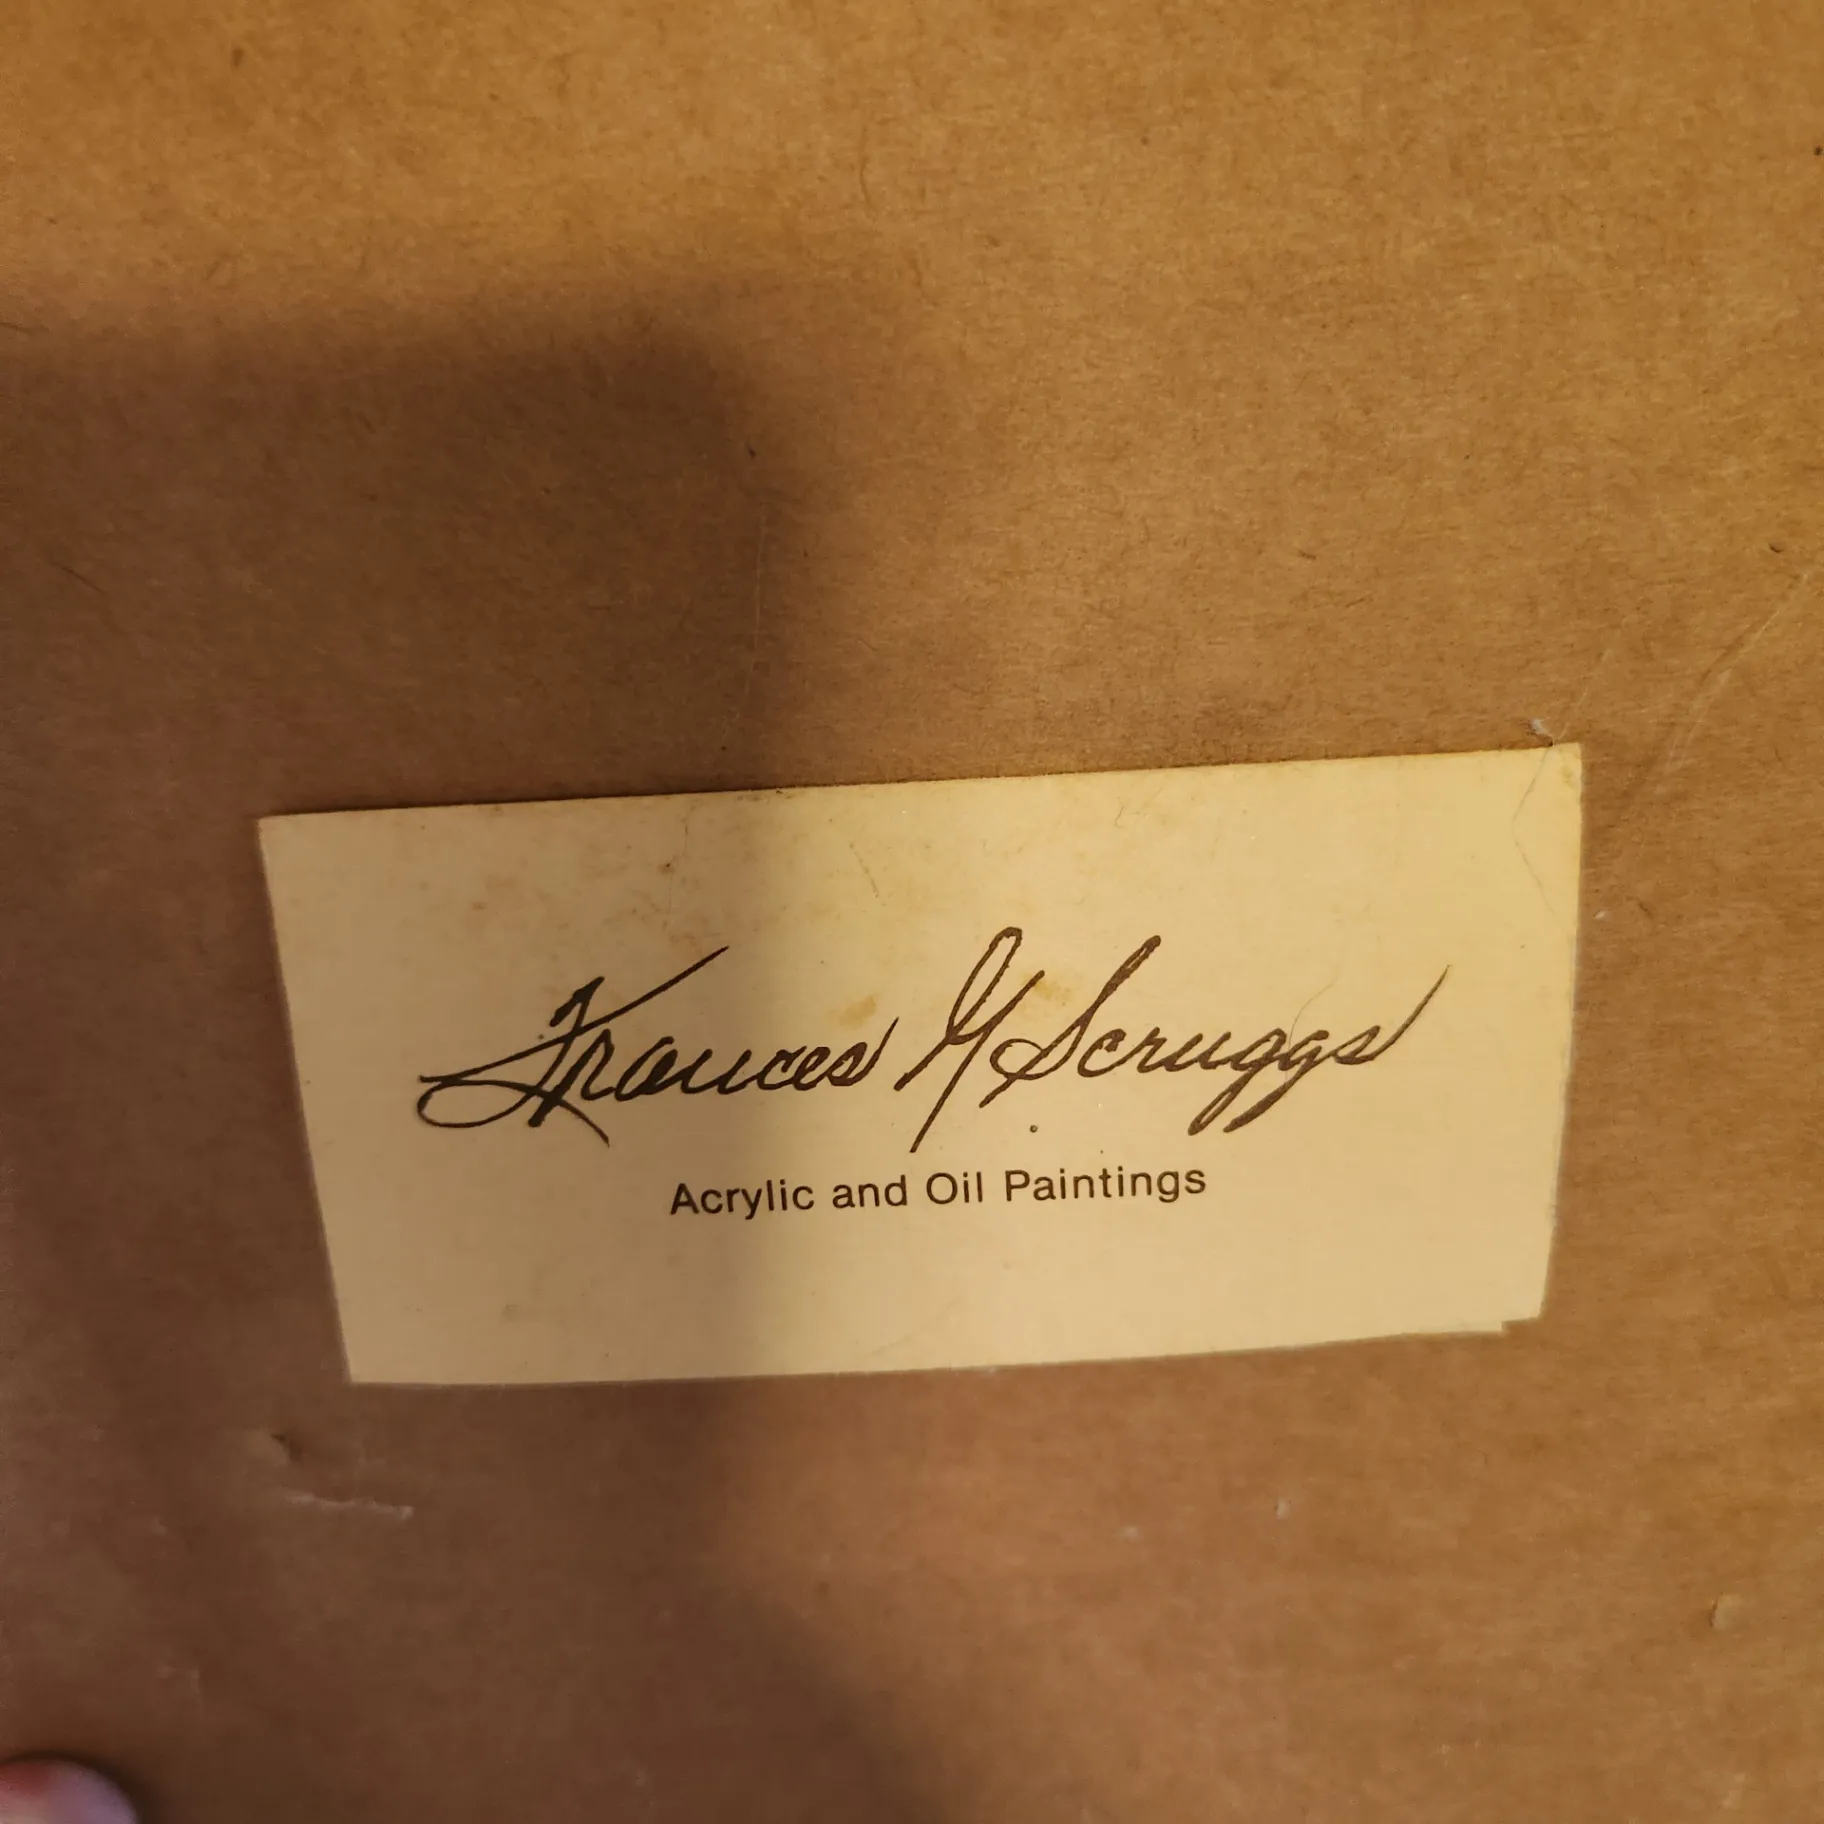 Frances Y Scruggs
Acrylic and Oil Paintings